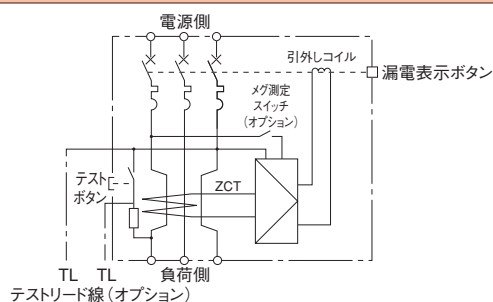 電源側
引外しコイル
漏電表示ボタン
メグ測定
スイッチ
(オプション)
テスト
ボタン
ZCT
TL TL
負荷側
テストリード線(オプション)